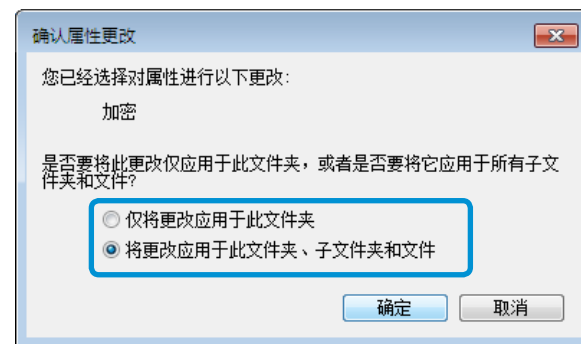 确认属性更改
您已经选择对属性进行以下更改:
加密
是否要将此更改仅应用于此文件夹，或者是否要将它应用于所有子文
件夹和文件?
仅将更改应用于此文件夹
将更改应用于此文件夹、子文件夹和文件
确定
取消